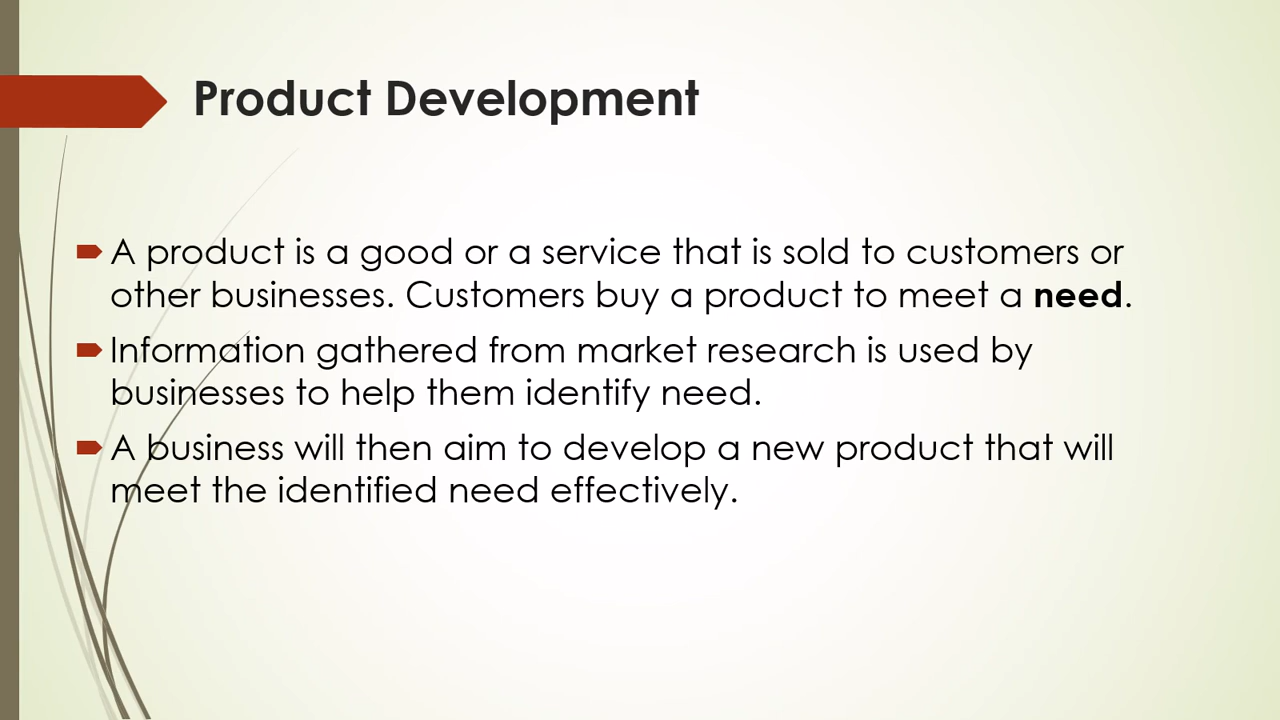 Product Development
A product is a good or a service that is sold to customers or
other businesses. Customers buy a product to meet a need.
Information gathered from market research is used by
businesses to help them identify need.
A business will then aim to develop a new product that will
meet the identified need effectively.